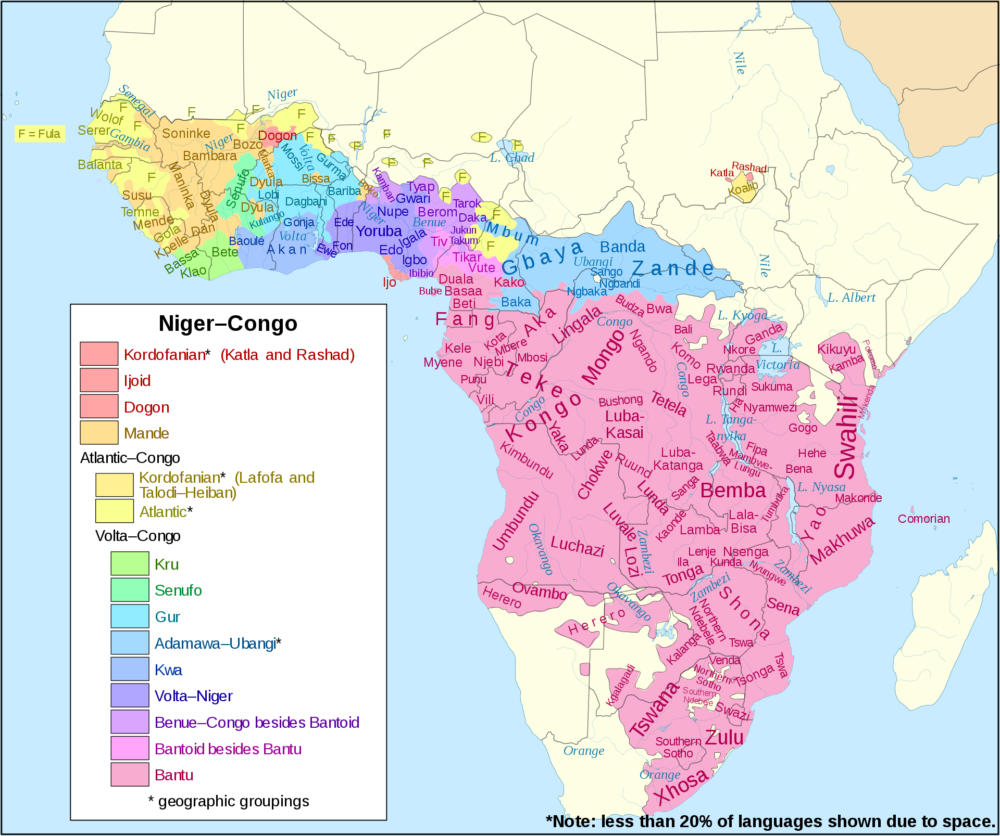 Niger
Nile
Senegal
F
F
F
F
Wolof
F
F
Serer
F = Fula
Gambia
Soninke
Niger
Bozo
Dogon
F
F
F
F
F
F
L. Chad
Bambara
Marka
Mossi
Volta
Gurma
Balanta
F
Maninka
Senufo
Dyula
Bissa
Boko
Kambari
F
F
F
Tyap
Katla
Rashad
Koalib
Susu
Dyula
Lobi
Dagbani
Bariba
Gwari
F
Tarok
Temne
Dyula
Kulango
Niger
Nupe
Berom
Daka
F
Mende
Gonja
Ede
Yoruba
Benue
Jukun
Takum
Mbum
Gola
Dan
Volta
Baoulé
Akan
Ewe
Fon
Edo
Igala
Tiv
F
Kpelle
Bassa
Bete
Klao
Igbo
Ibibio
Ijo
Tikar
Vute
Gbaya
Banda
Ubangi
Zande
Sango
Ngbandi
Ngbaka
Nile
Duala
Kako
Bube
Basaa
Beti
Baka
Budza
Bwa
L. Albert
Fang
Aka
Lingala
Congo
Bali
L. Kyoga
Ganda
Kota
Mbere
Kele
Myene
Njebi
Mbosi
Mongo
Ngando
Komo
Nkore
L.
Victoria
Kikuyu
Kamba
Pokomo
Punu
Teke
Congo
Lega
Rwanda
Rundi
Sukuma
Vili
Congo
Kongo
Bushong
Tetela
Ha
Nyamwezi
Mijikenda
Swahili
Luba-
Kasai
L. Tanga-
nyika
Gogo
Yaka
Lunda
Kimbundu
Chokwe
Ruund
Luba-
Katanga
Taabwa
Fipa
Mambwe-
Lungu
Hehe
Bena
Lunda
Sanga
Bemba
Tumbuka
L. Nyasa
Makonde
Umbundu
Luvale
Kaonde
Lala-
Bisa
Lamba
Yao
Makhuwa
Comorian
Okavango
Luchazi
Lozi
Zambezi
Lenje
Nsenga
Ila
Kunda
Nyungwe
Zambezi
Tonga
Zambezi
Ovambo
Herero
Okavango
Herero
Northern
Ndebele
Shona
Sena
Kalanga
Tswa
Venda
Tswa
Kgalagadi
Northern
Sotho
Tsonga
Southern
Ndebele
Tswana
Swazi
Southern
Sotho
Zulu
Orange
Orange
Xhosa
Niger–Congo
Kordofanian* (Katla and Rashad)
Ijoid
Dogon
Mande
Atlantic–Congo
Kordofanian* (Lafofa and
Talodi–Heiban)
Atlantic*
Volta–Congo
Kru
Senufo
Gur
Adamawa–Ubangi*
Kwa
Volta–Niger
Benue–Congo besides Bantoid
Bantoid besides Bantu
Bantu
* geographic groupings
*Note: less than 20% of languages shown due to space.